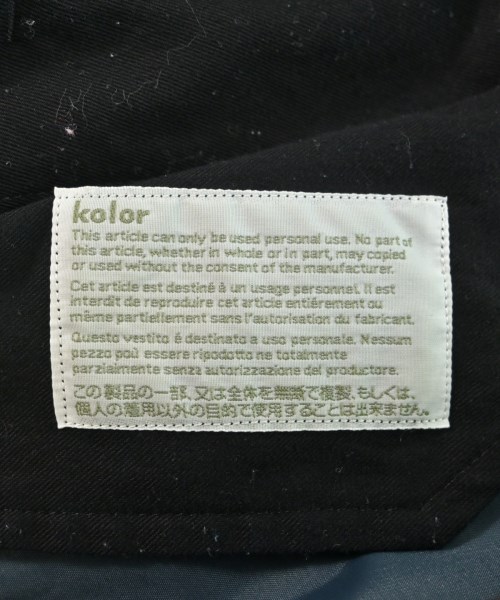 kolor
This article can only be used personal use. No part of
this article, whether in whole or in part, may copied
or used without the consent of the manufacturer.
Cet article est destiné à un usage personnel. Il est
interdit de reproduire cet article entiérement ou
même partiellement sans l'autorisation du fabricant.
Questo vestito é destinato a uso personale. Nessum
pezzo poù essere ripodotto ne totalmente
parzialmente senza autorizzazione del productore.
この製品の一部、又は全体を無断で複製、もしくは、
個人の着用以外の目的で使用することは出来ません。